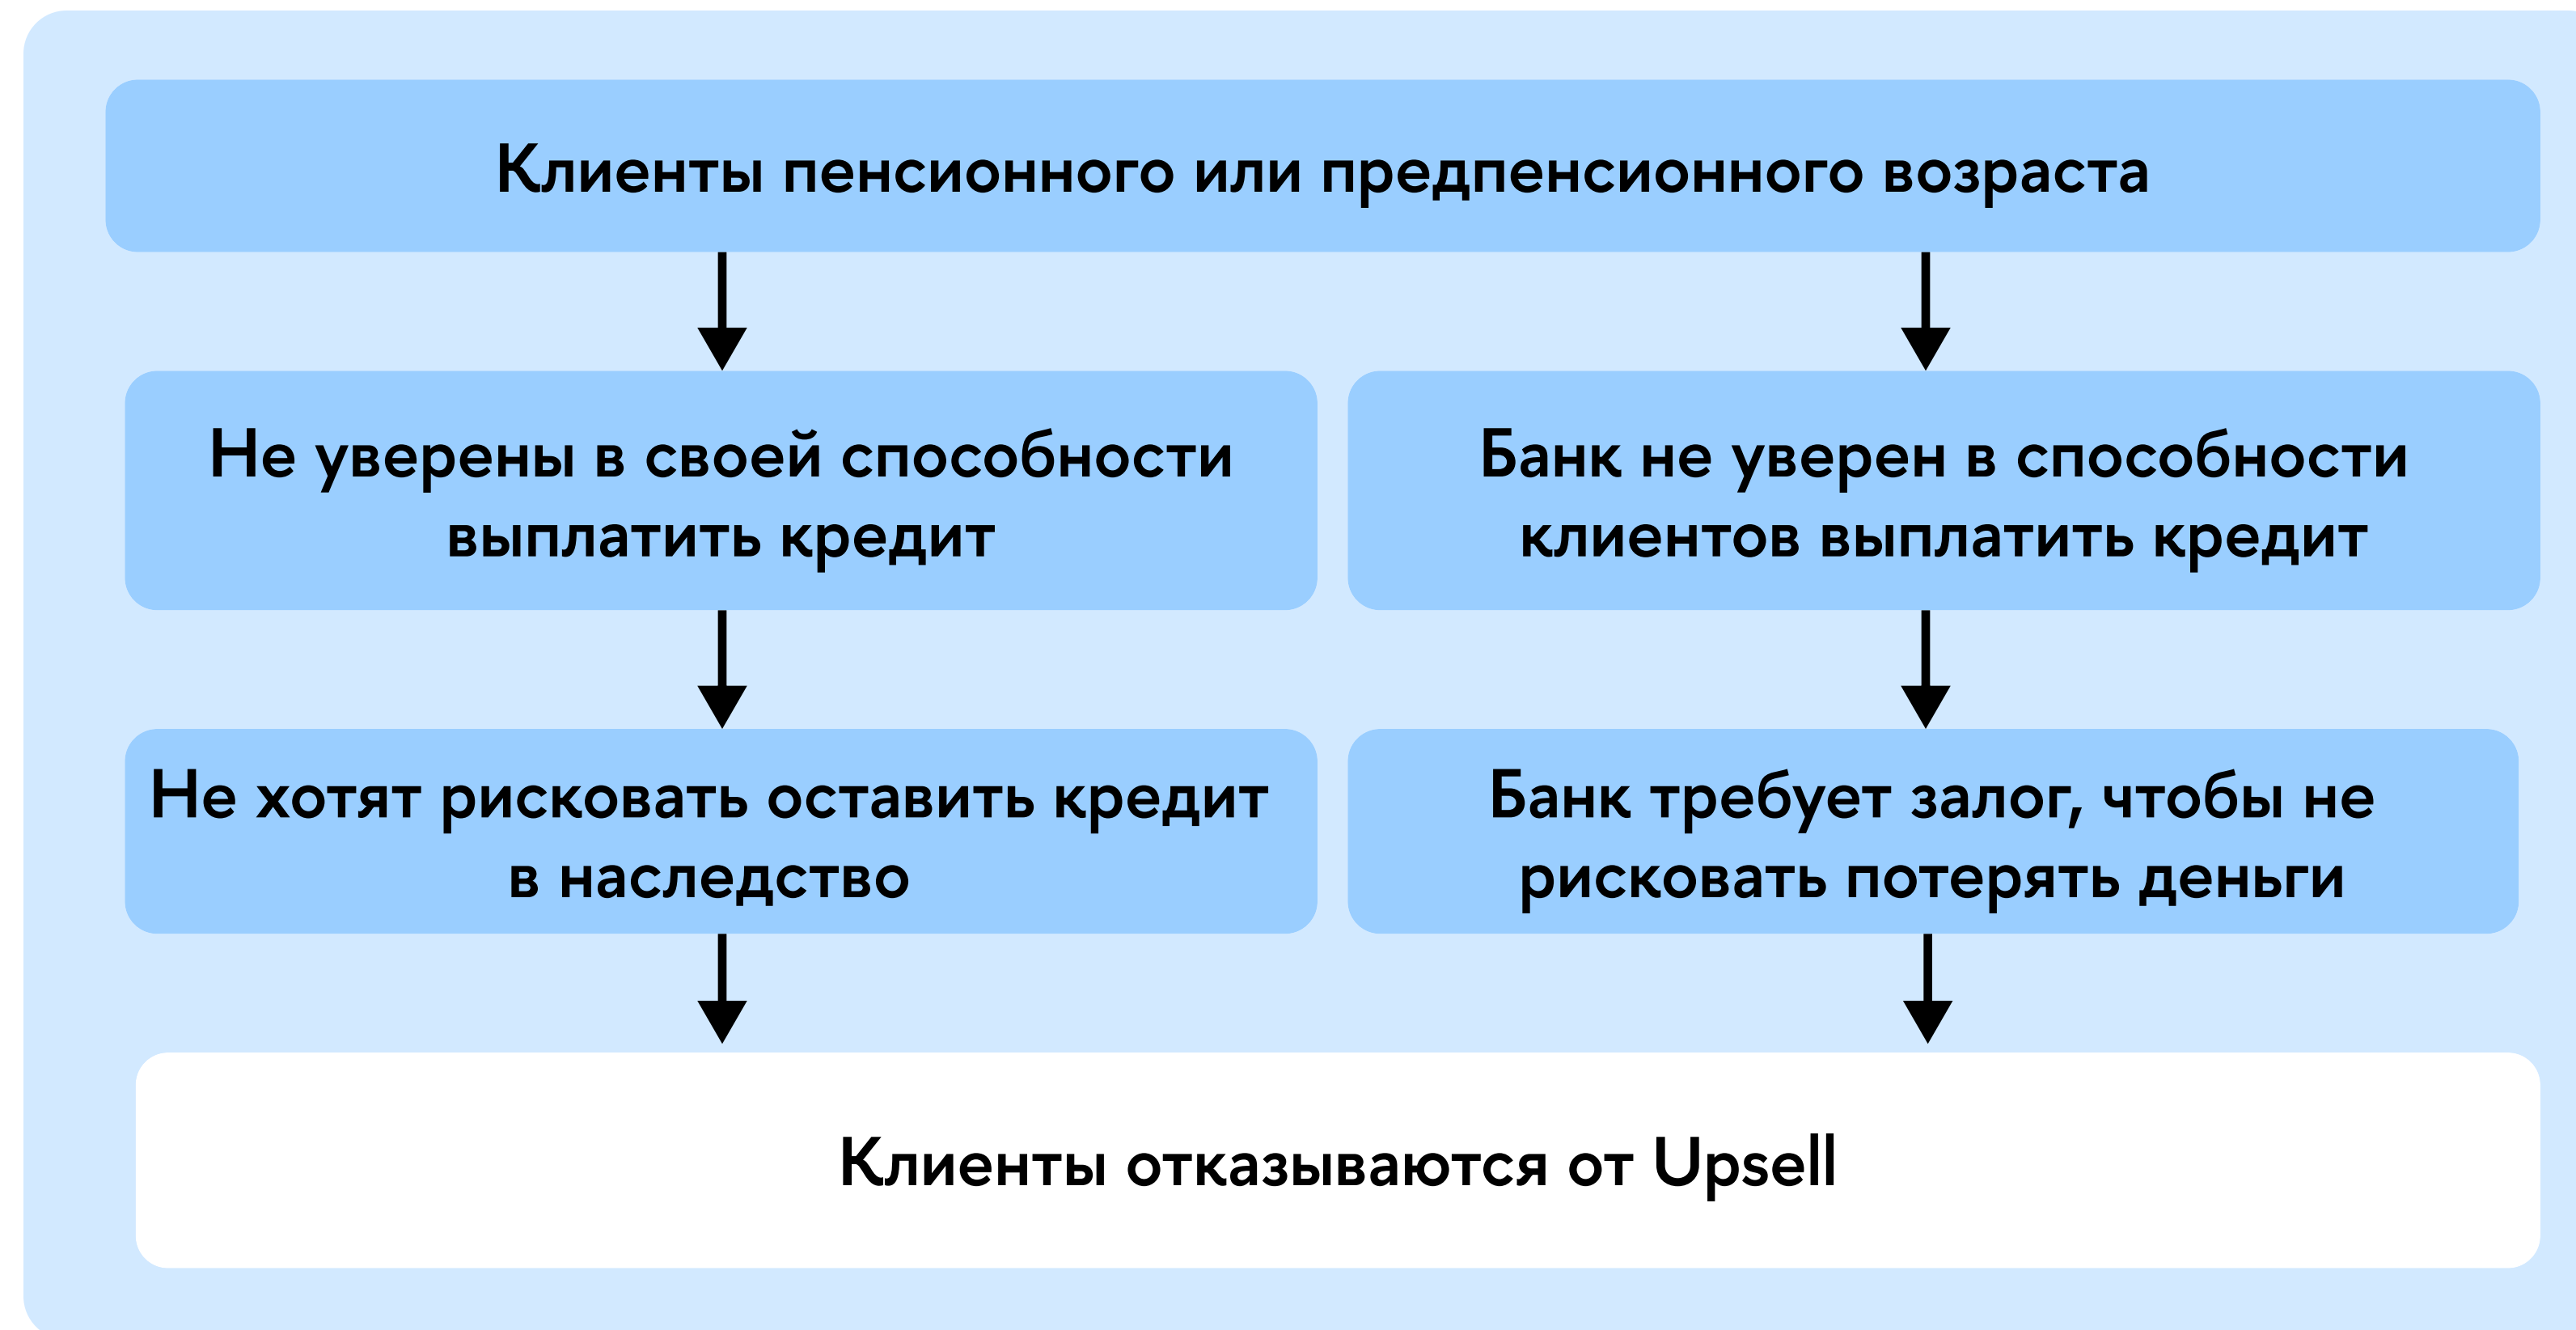 Клиенты пенсионного или предпенсионного возраста
Не уверены в своей способности
выплатить кредит
Банк не уверен в способности
клиентов выплатить кредит
Не хотят рисковать оставить кредит
в наследство
Банк требует залог, чтобы не
рисковать потерять деньги
Клиенты отказываются от Upsell